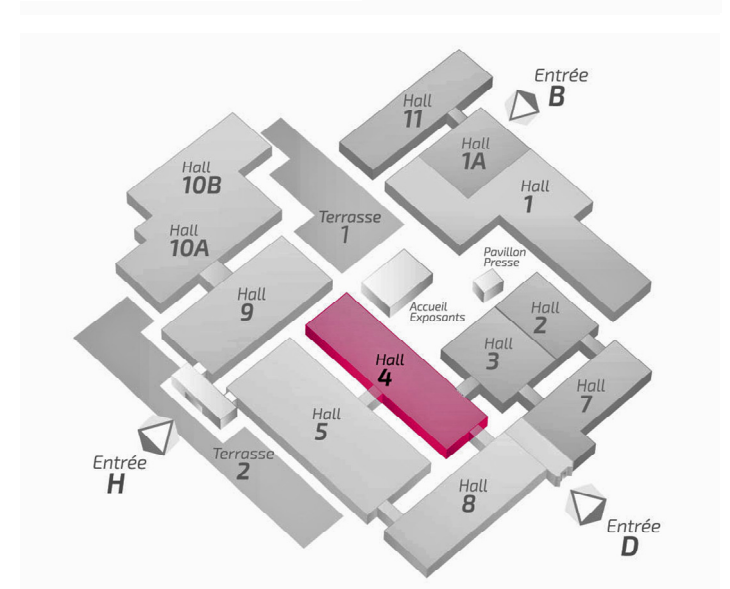 Entrée
B
Hall
11
Hall
1A
Hall
10B
Hall
1
Terrasse
1
Hall
10A
Pavillon
Presse
Hall
9
Accueil
Exposants
Hall
2
Hall
3
Hall
4
Hall
7
Hall
5
Terrasse
2
Entrée
H
Hall
8
Entrée
D